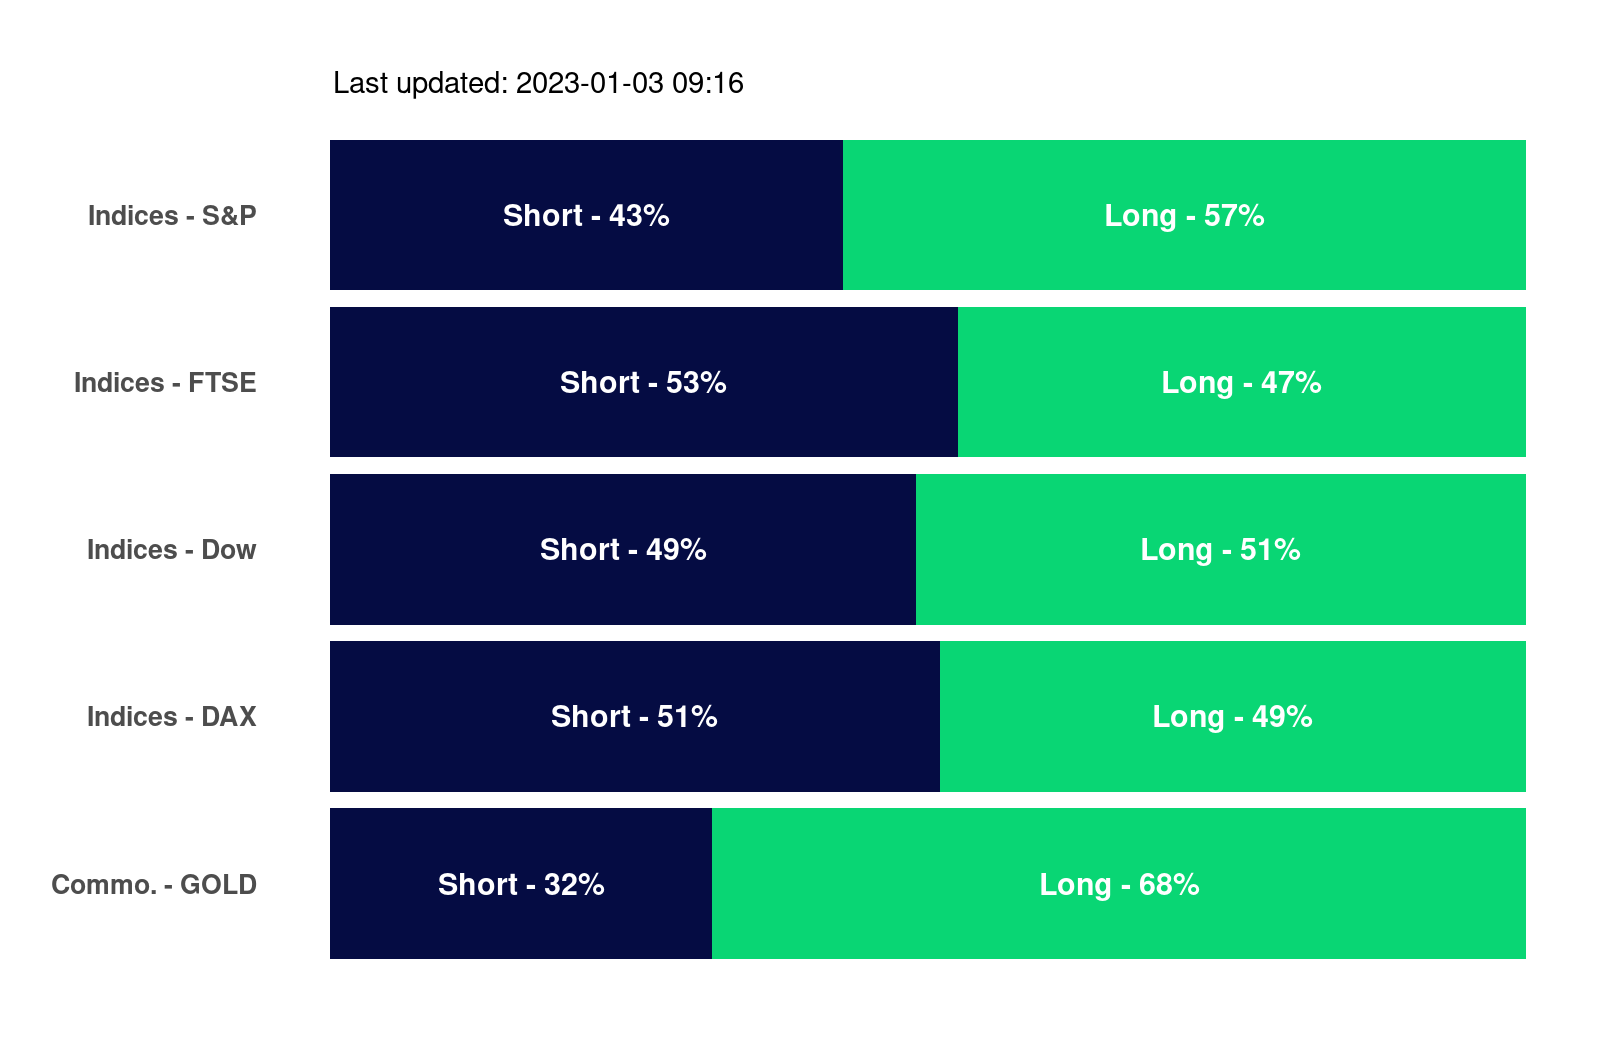 Last updated: 2023-01-03 09:16
Indices - S&P Short - 43% Long - 57%
Indices - FTSE Short - 53% Long - 47%
Indices - Dow Short - 49% Long - 51%
Indices - DAX Short - 51% Long - 49%
Commo. - GOLD Short - 32% Long - 68%